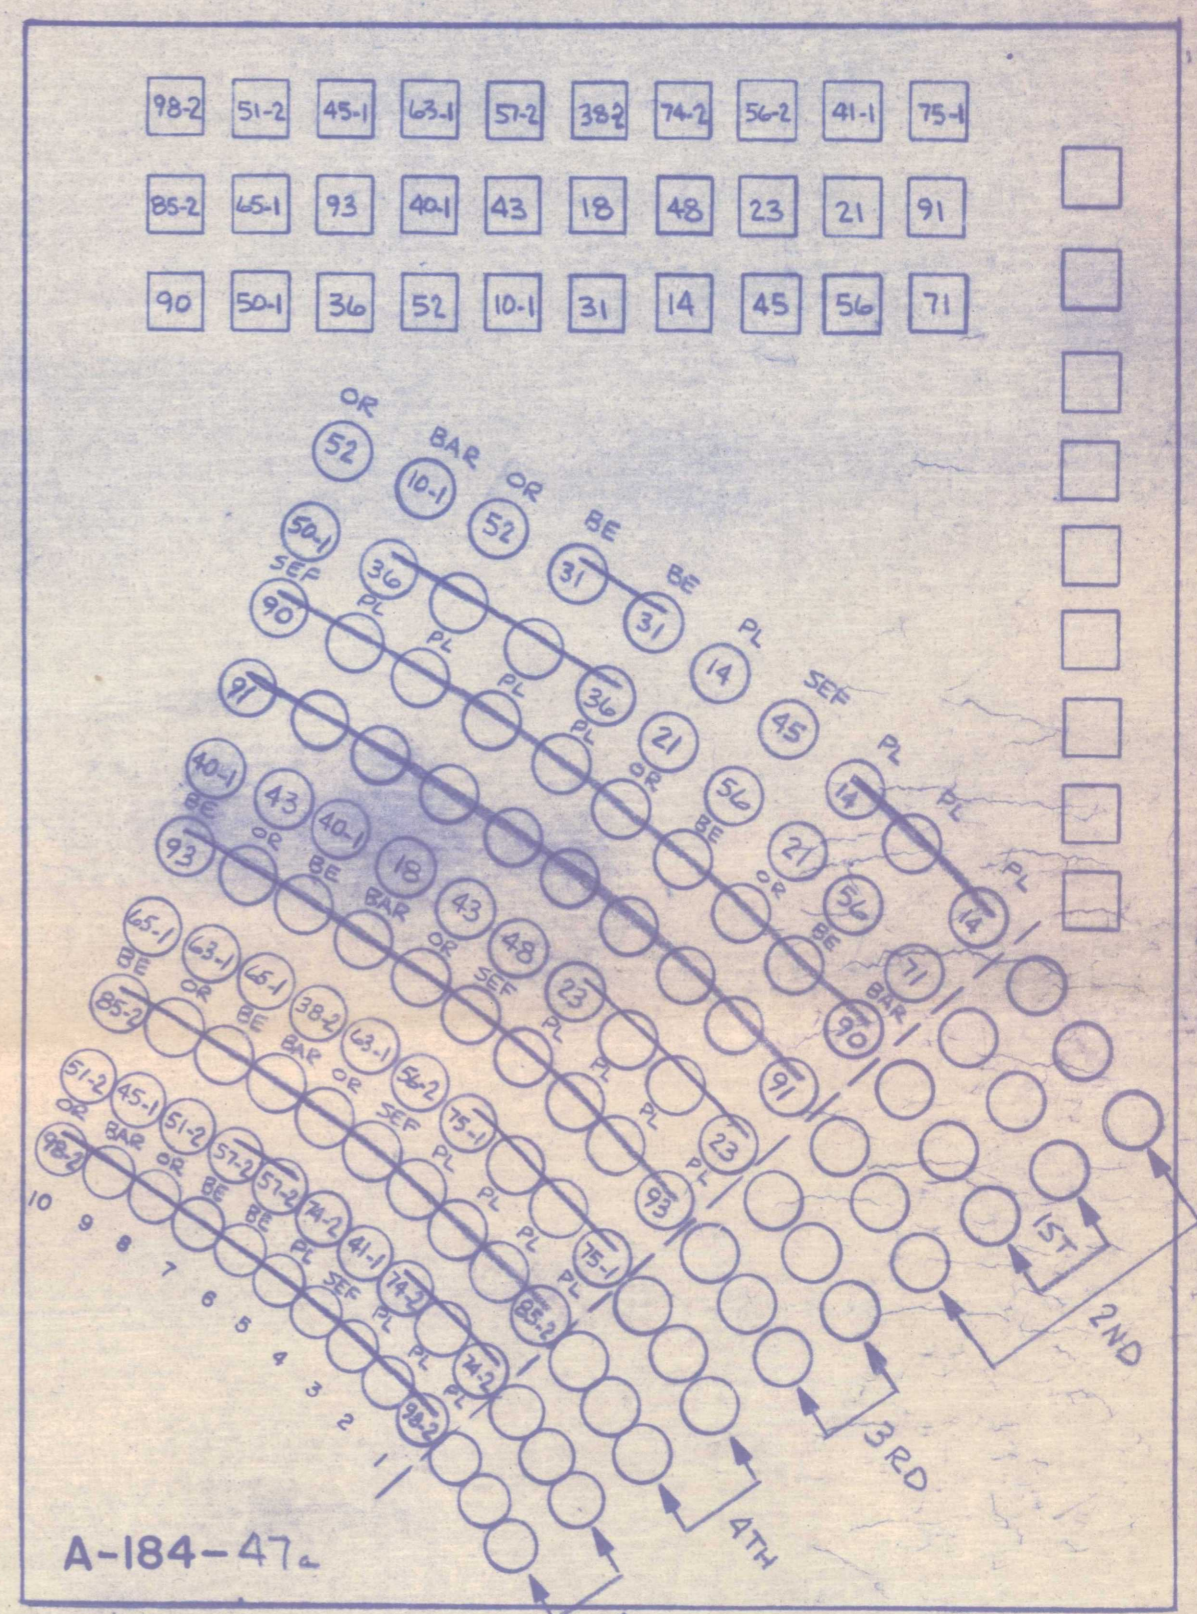 98-2 51-2 45-1 63-1 57-2 38-2 74-2 56-2 41-1 75-1
85-2 65-1 93 40-1 43 18 48 23 21 91
90 50-1 36 52 10-1 31 14 45 56 71
OR BAR OR BE BE PL SEF PL PL PL
52 10-1 52 31 31 14 45 14 14
50-1 36 36 21 56 21 56 71
SEF PL PL PL PL OR BE OR BE BAR
90 90
91 91
40-1 43 40-1 18 43 48 23 23
BE OR BE BAR OR SEF PL PL PL PL
93 93
65-1 63-1 65-1 38-2 63-1 56-2 75-1 75-1
BE OR BE BAR OR SEF PL PL PL PL
85-2 85-2
51-2 45-1 51-2 57-2 57-2 74-2 41-1 74-2 74-2
OR BAR OR BE BE PL SEF PL PL PL
98-2 98-2
10 9 8 7 6 5 4 3 2 1
1ST
2ND
3RD
4TH
A-184-47a